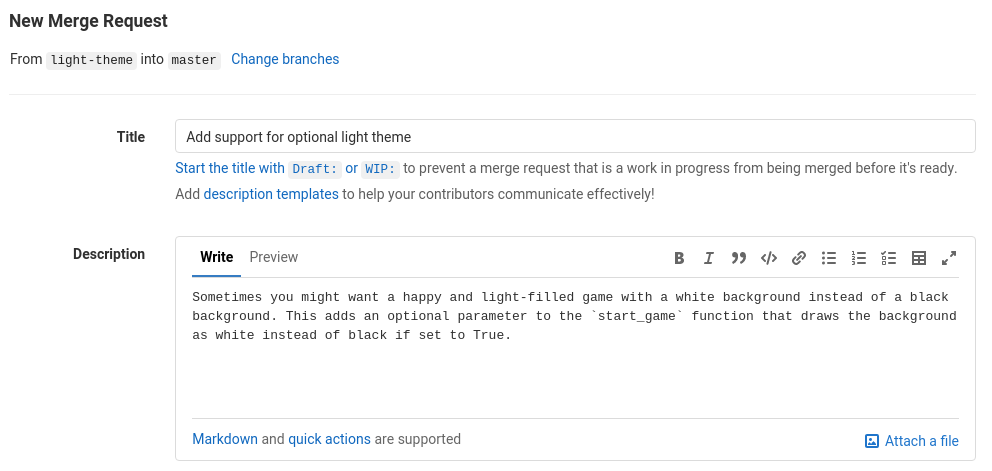 New Merge Request
From light-theme into master Change branches
Title
Add support for optional light theme
Start the title with Draft: or WIP: to prevent a merge request that is a work in progress from being merged before it's ready.
Add description templates to help your contributors communicate effectively!
Description
Write Preview
Sometimes you might want a happy and light-filled game with a white background instead of a black
background. This adds an optional parameter to the `start_game` function that draws the background
as white instead of black if set to True.
Markdown and quick actions are supported
Attach a file